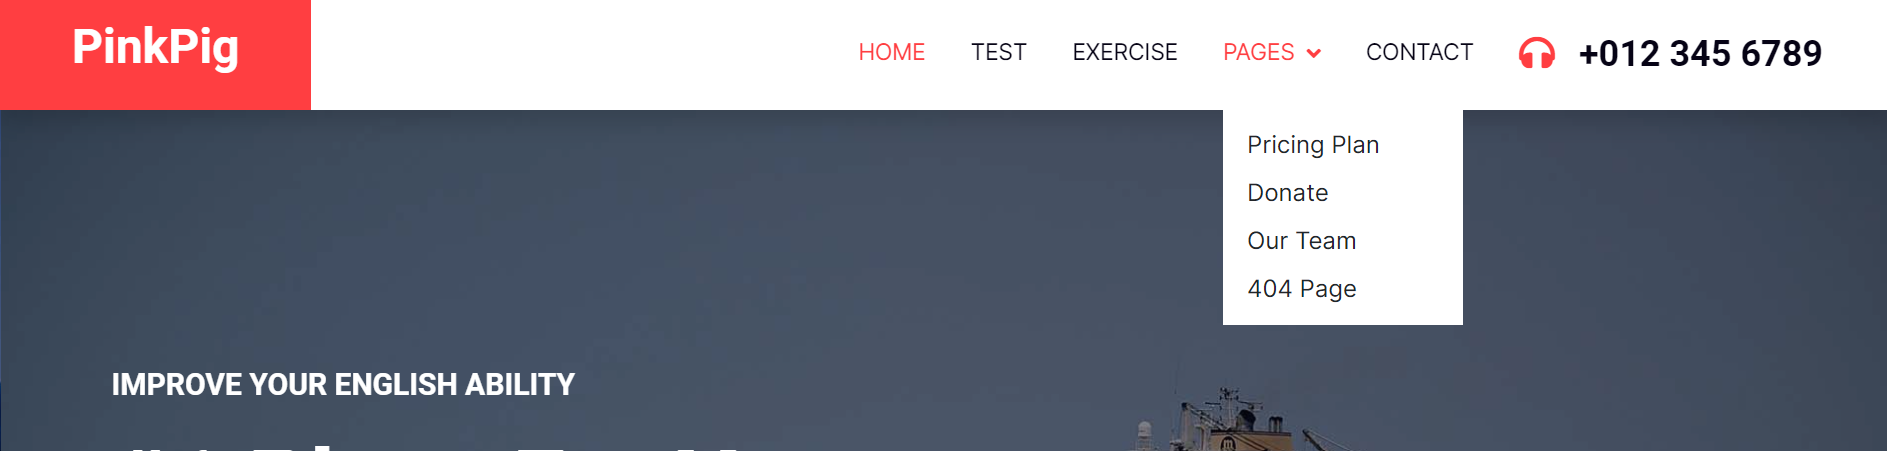 PinkPig
HOME TEST EXERCISE PAGES CONTACT +012 345 6789
Pricing Plan
Donate
Our Team
404 Page
IMPROVE YOUR ENGLISH ABILITY